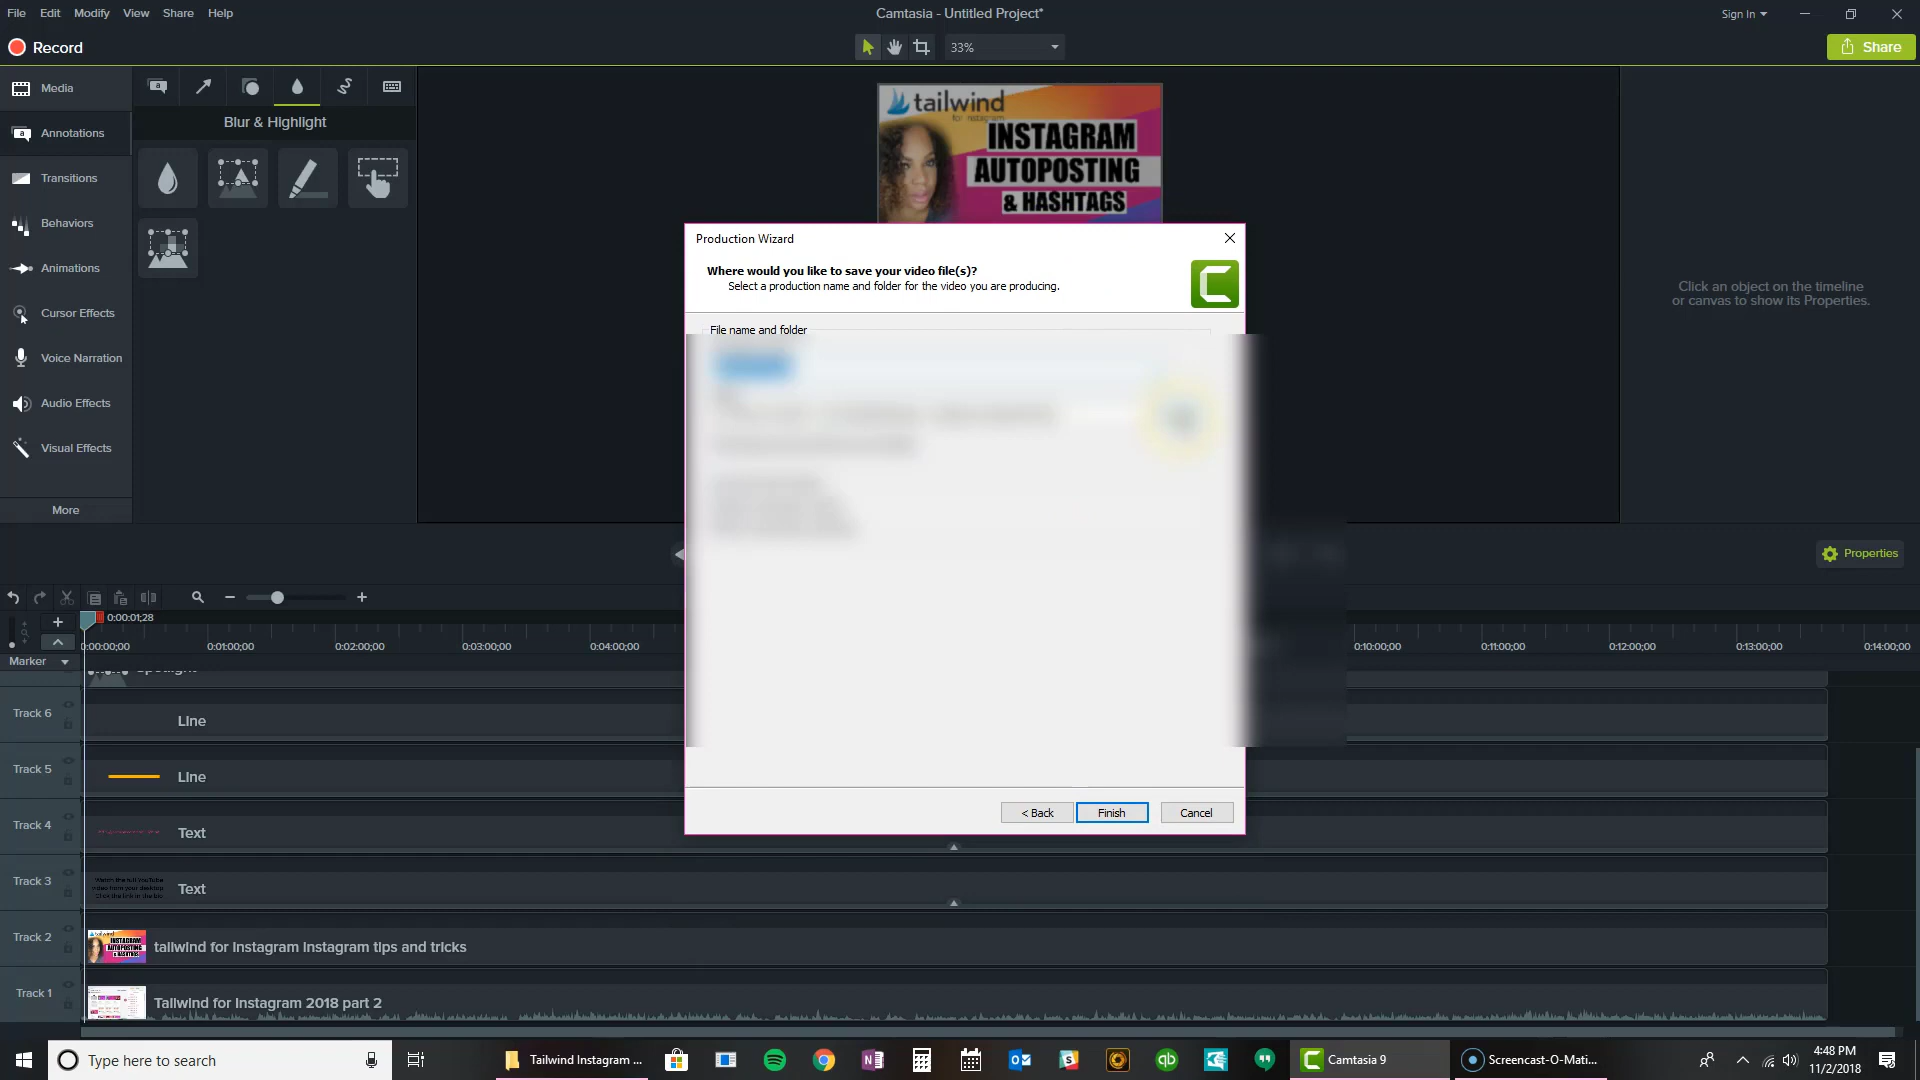 File Edit Modify View Share Help
Camtasia - Untitled Project*
Sign In
Record
33%
Share
Media
Annotations
Transitions
Behaviors
Animations
Cursor Effects
Voice Narration
Audio Effects
Visual Effects
More
Blur & Highlight
tailwind
for instagram
INSTAGRAM
AUTOPOSTING
& HASHTAGS
Production Wizard
Where would you like to save your video file(s)?
Select a production name and folder for the video you are producing.
File name and folder
< Back Finish Cancel
Click an object on the timeline
or canvas to show its Properties.
Properties
0:00:01;28
0:00:00;00 0:01:00;00 0:02:00;00 0:03:00;00 0:04:00;00 0:10:00;00 0:11:00;00 0:12:00;00 0:13:00;00 0:14:00;00
Marker
Track 6 Line
Track 5 Line
Track 4 Text
Track 3 Text
Track 2 tailwind for Instagram Instagram tips and tricks
Track 1 Tailwind for Instagram 2018 part 2
Type here to search
Tailwind Instagram ...
Camtasia 9
Screencast-O-Mati...
4:48 PM
11/2/2018